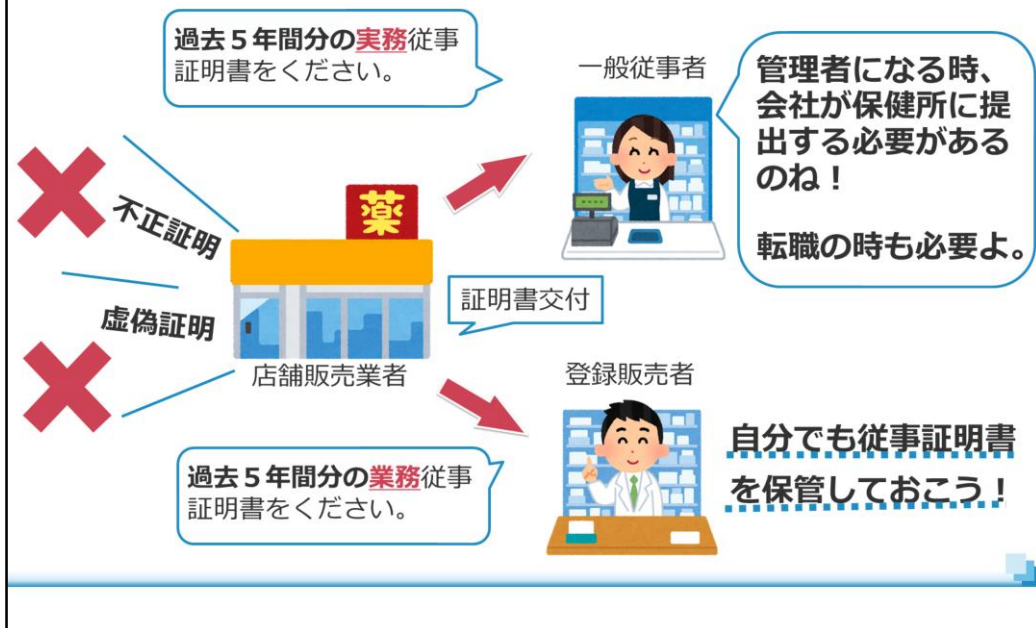 過去５年間分の実務従事
証明書をください。
一般従事者
管理者になる時、
会社が保健所に提
出する必要がある
のね！
転職の時も必要よ。
不正証明
薬
虚偽証明
証明書交付
店舗販売業者
登録販売者
自分でも従事証明書
を保管しておこう！
過去５年間分の業務従事
証明書をください。